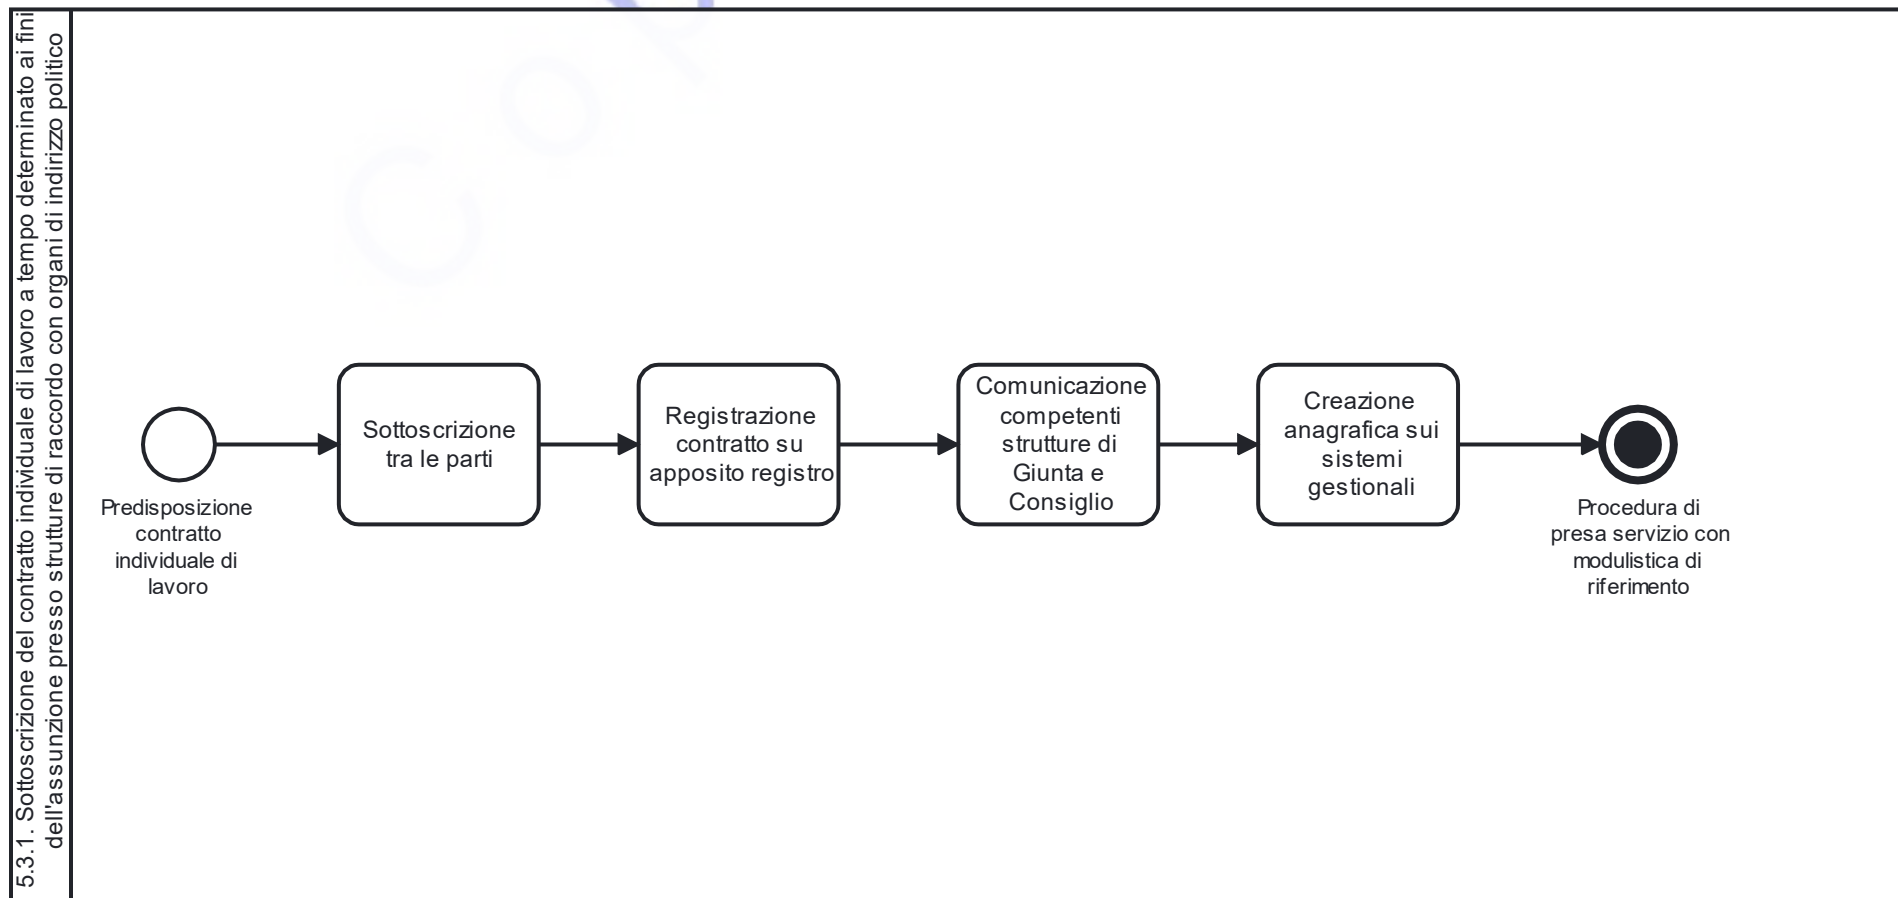 5.3.1. Sottoscrizione del contratto individuale di lavoro a tempo determinato ai fini
dell'assunzione presso strutture di raccordo con organi di indirizzo politico
Predisposizione
contratto
individuale di
lavoro
Sottoscrizione
tra le parti
Registrazione
contratto su
apposito registro
Comunicazione
competenti
strutture di
Giunta e
Consiglio
Creazione
anagrafica sui
sistemi
gestionali
Procedura di
presa servizio con
modulistica di
riferimento